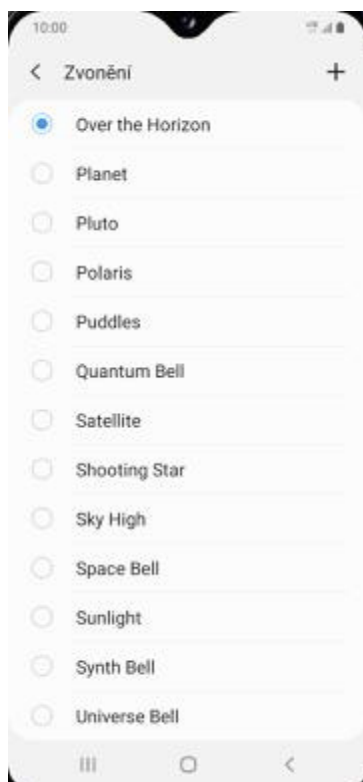 10:00
Zvonění
Over the Horizon
Planet
Pluto
Polaris
Puddles
Quantum Bell
Satellite
Shooting Star
Sky High
Space Bell
Sunlight
Synth Bell
Universe Bell